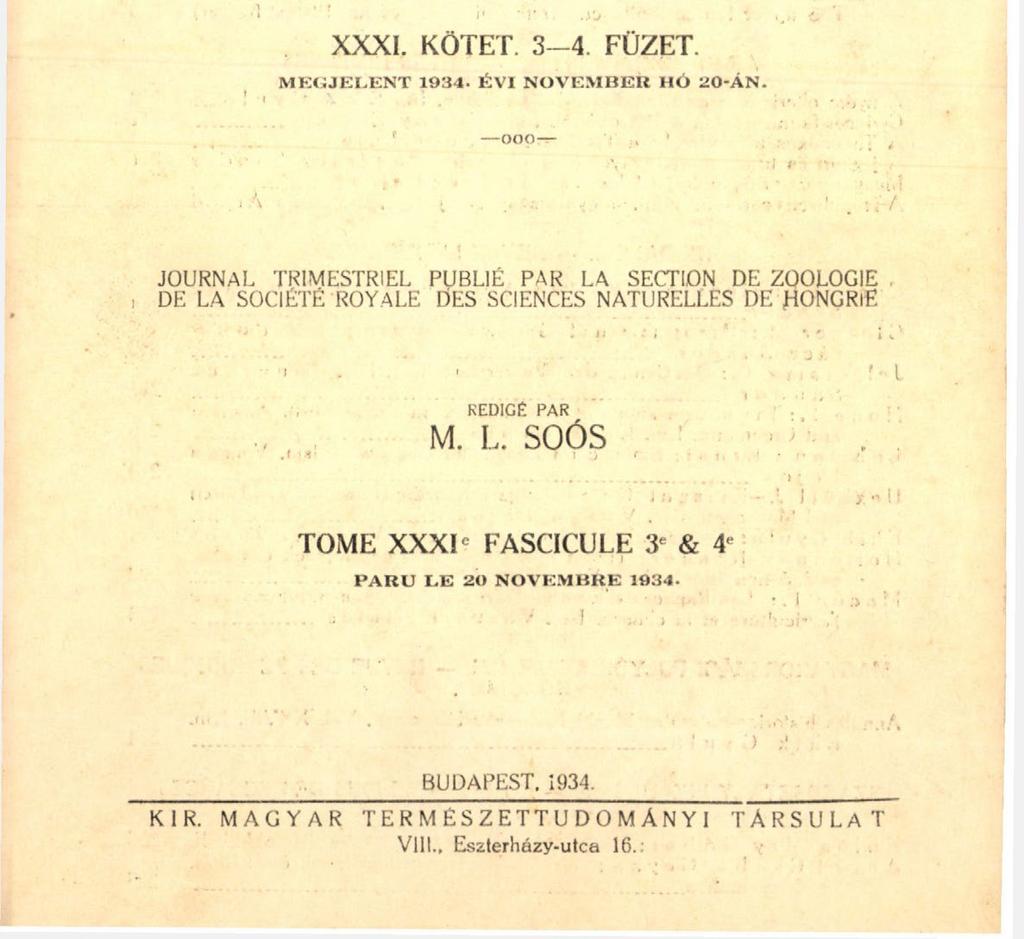 XXXI. KÖTET. 3—4. FÜZET.
MEGJELENT 1934. ÉVI NOVEMBER HÓ 20-ÁN.
—ooo—
JOURNAL TRIMESTRIEL PUBLIÉ PAR LA SECTION DE ZOOLOGIE
DE LA SOCIÉTÉ ROYALE DES SCIENCES NATURELLES DE HONGRIE
REDIGÉ PAR
M. L. SOÓS
TOME XXXIe FASCICULE 3e & 4e
PARU LE 20 NOVEMBRE 1934.
BUDAPEST, 1934.
KIR. MAGYAR TERMÉSZETTUDOMÁNYI TÁRSULAT
VIII., Eszterházy-utca 16.